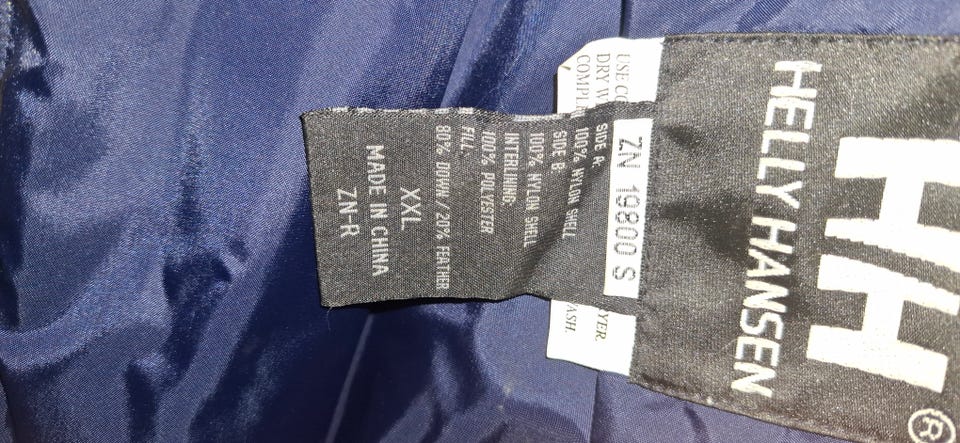 HH®
HELLY HANSEN
ZN 19800 S
SIDE A.
100% NYLON SHELL
SIDE B.
100% NYLON SHELL
INTERLINING.
100% POLYESTER
FILL.
80% DOWN / 20% FEATHER
XXL
MADE IN CHINA
ZN-R
USE
DRY
YER.
ASH.